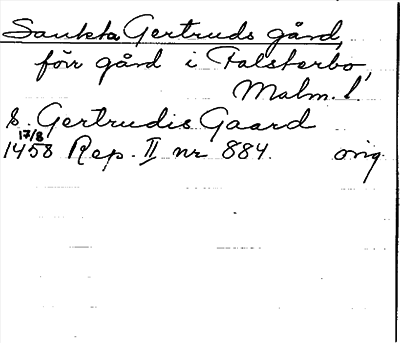 Sankta Gertruds gård,
förr gård i Falsterbo,
Malm. l.
S. Gertrudis Gaard
17/8
1458 Rep. II nr 884. orig